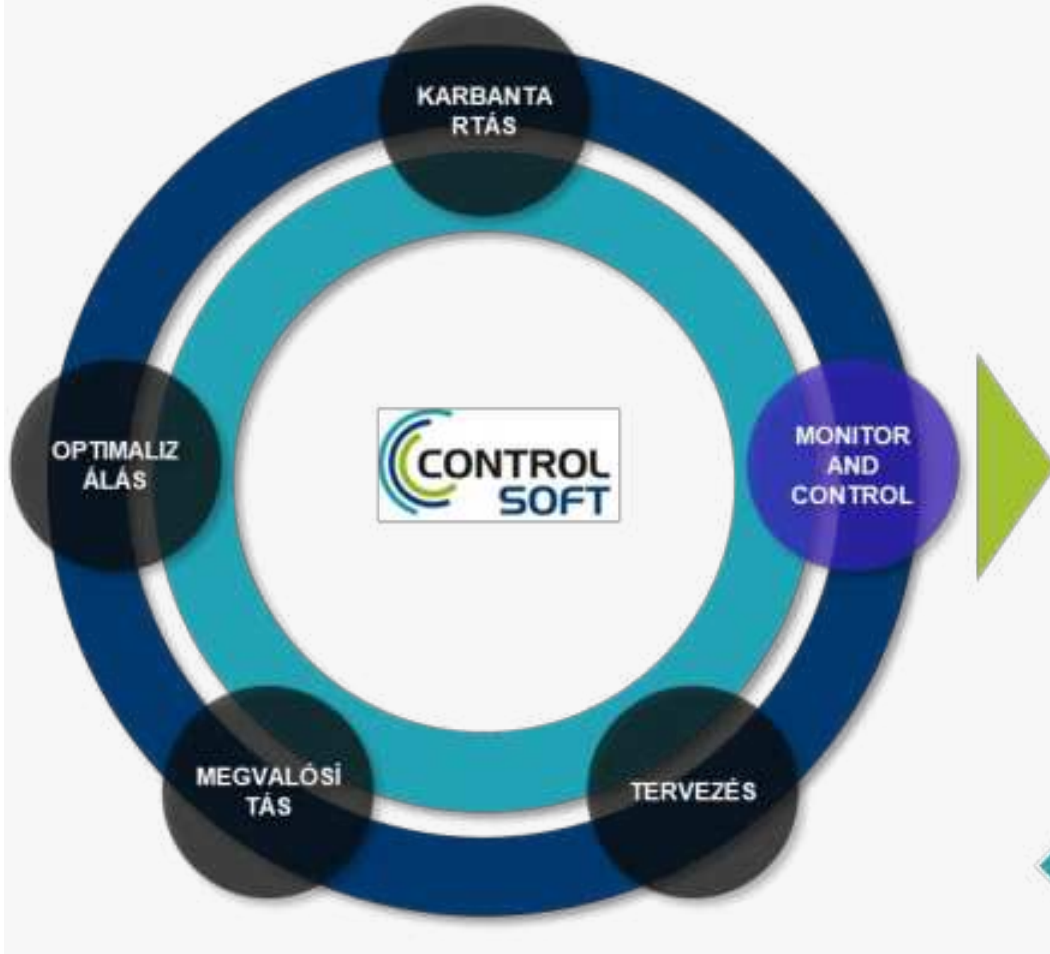 KARBANTA
RTÁS
OPTIMALIZ
ÁLÁS
CONTROL
SOFT
MONITOR
AND
CONTROL
MEGVALÓSÍ
TÁS
TERVEZÉS